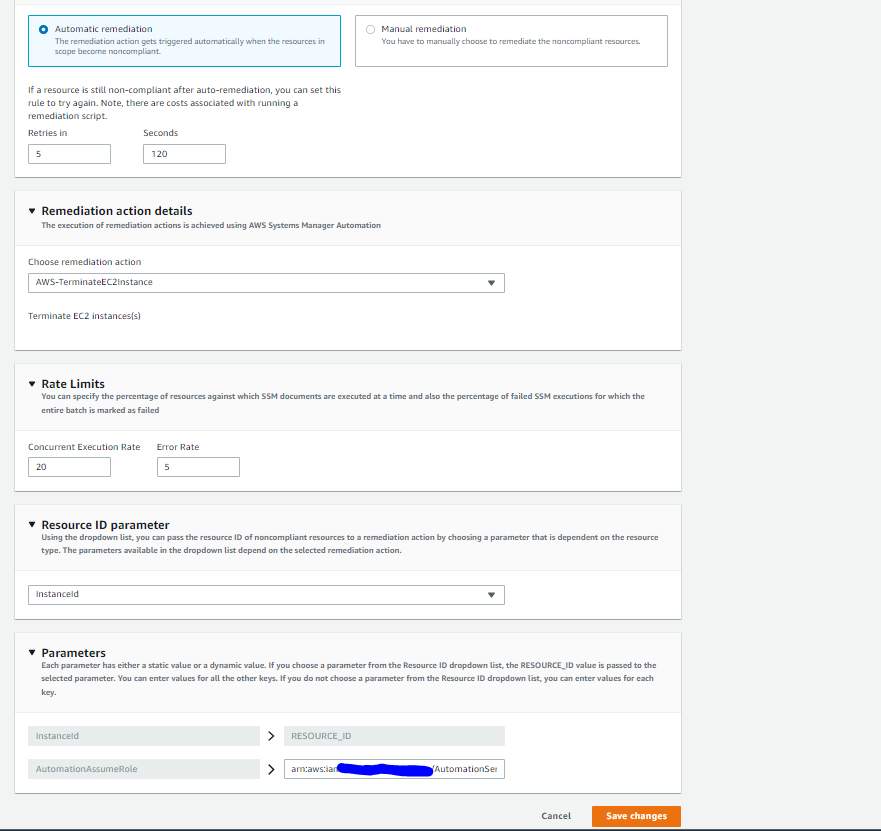 Automatic remediation
The remediation action gets triggered automatically when the resources in
scope become noncompliant.
Manual remediation
You have to manually choose to remediate the noncompliant resources.
If a resource is still non-compliant after auto-remediation, you can set this
rule to try again. Note, there are costs associated with running a
remediation script.
Retries in Seconds
5 120
Remediation action details
The execution of remediation actions is achieved using AWS Systems Manager Automation
Choose remediation action
AWS-TerminateEC2Instance
Terminate EC2 instances(s)
Rate Limits
You can specify the percentage of resources against which SSM documents are executed at a time and also the percentage of failed SSM executions for which the
entire batch is marked as failed
Concurrent Execution Rate Error Rate
20 5
Resource ID parameter
Using the dropdown list, you can pass the resource ID of noncompliant resources to a remediation action by choosing a parameter that is dependent on the resource
type. The parameters available in the dropdown list depend on the selected remediation action.
InstanceId
Parameters
Each parameter has either a static value or a dynamic value. If you choose a parameter from the Resource ID dropdown list, the RESOURCE_ID value is passed to the
selected parameter. You can enter values for all the other keys. If you do not choose a parameter from the Resource ID dropdown list, you can enter values for each
key.
InstanceId RESOURCE_ID
AutomationAssumeRole arn:aws:iam /AutomationSer
Cancel Save changes